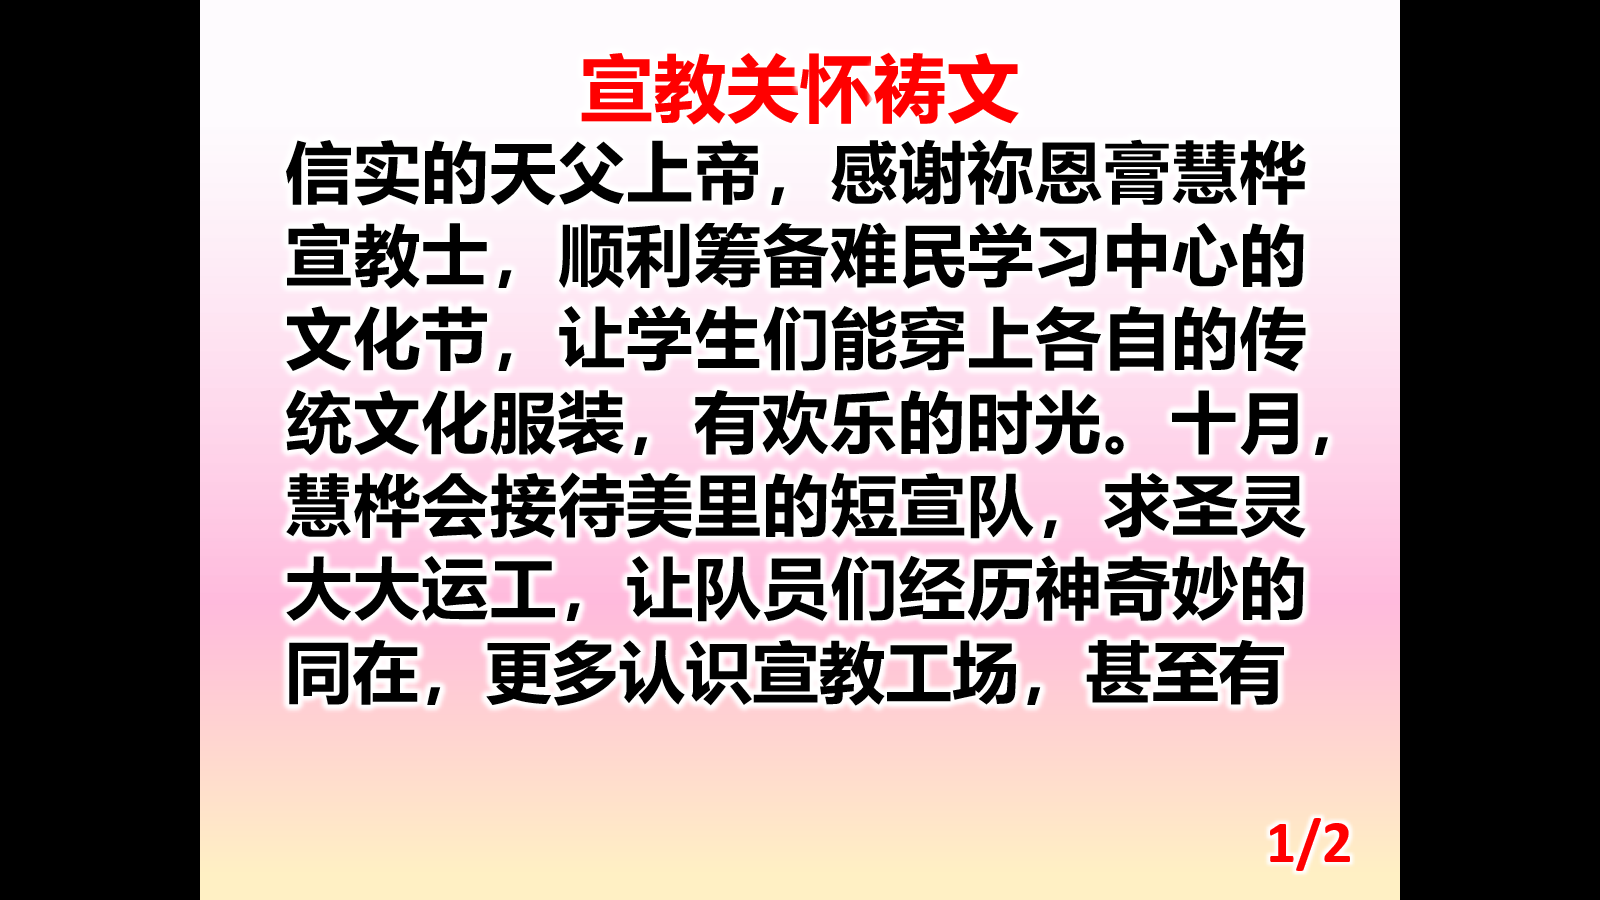 宣教关怀祷文
信实的天父上帝，感谢祢恩膏慧桦
宣教士，顺利筹备难民学习中心的
文化节，让学生们能穿上各自的传
统文化服装，有欢乐的时光。十月，
慧桦会接待美里的短宣队，求圣灵
大大运工，让队员们经历神奇妙的
同在，更多认识宣教工场，甚至有
1/2